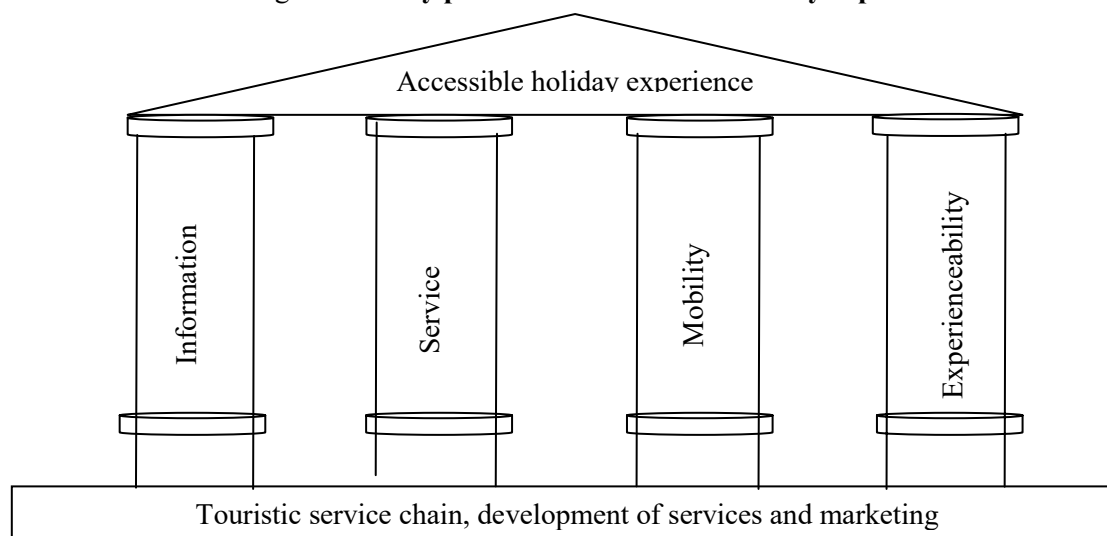 Accessible holiday experience
Information
Service
Mobility
Experienceability
Touristic service chain, development of services and marketing